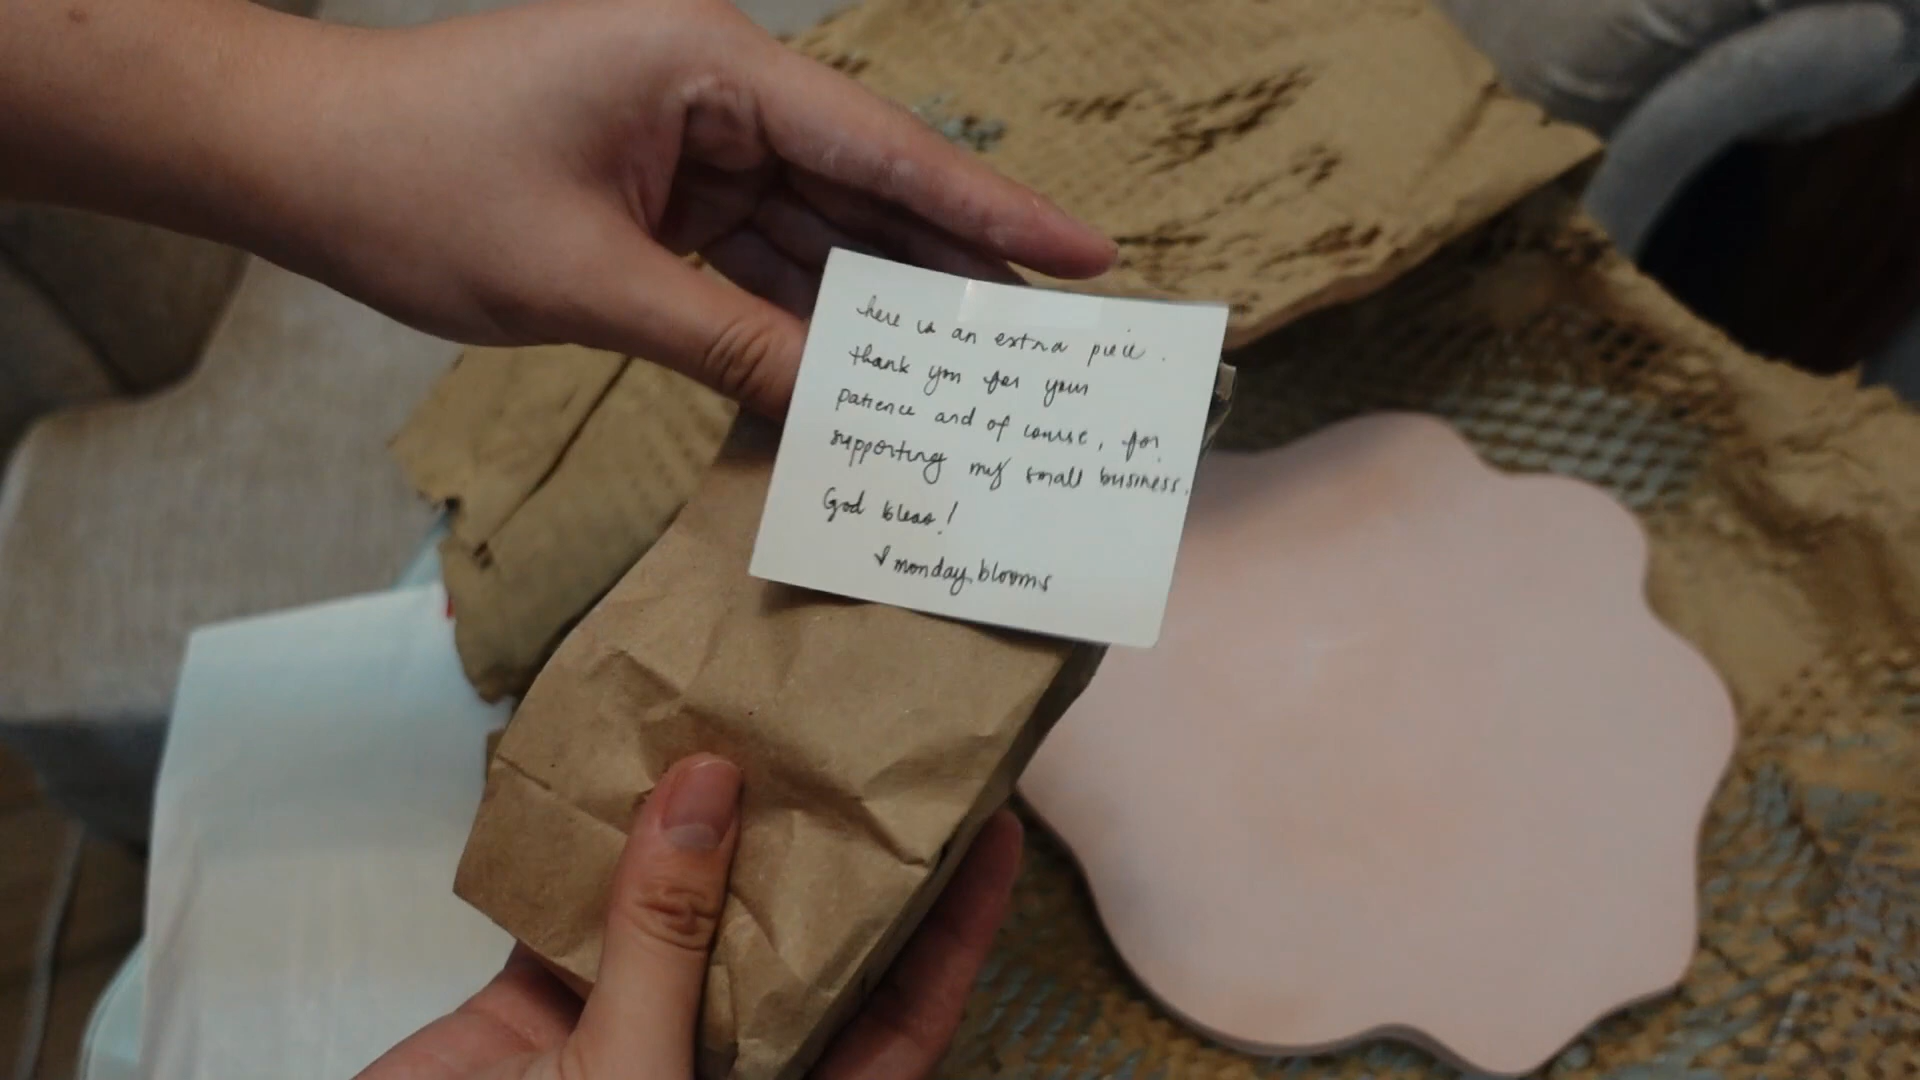 here is an extra piece.
thank you for your
patience and of course, for
supporting my small business.
God bless!
monday blooms